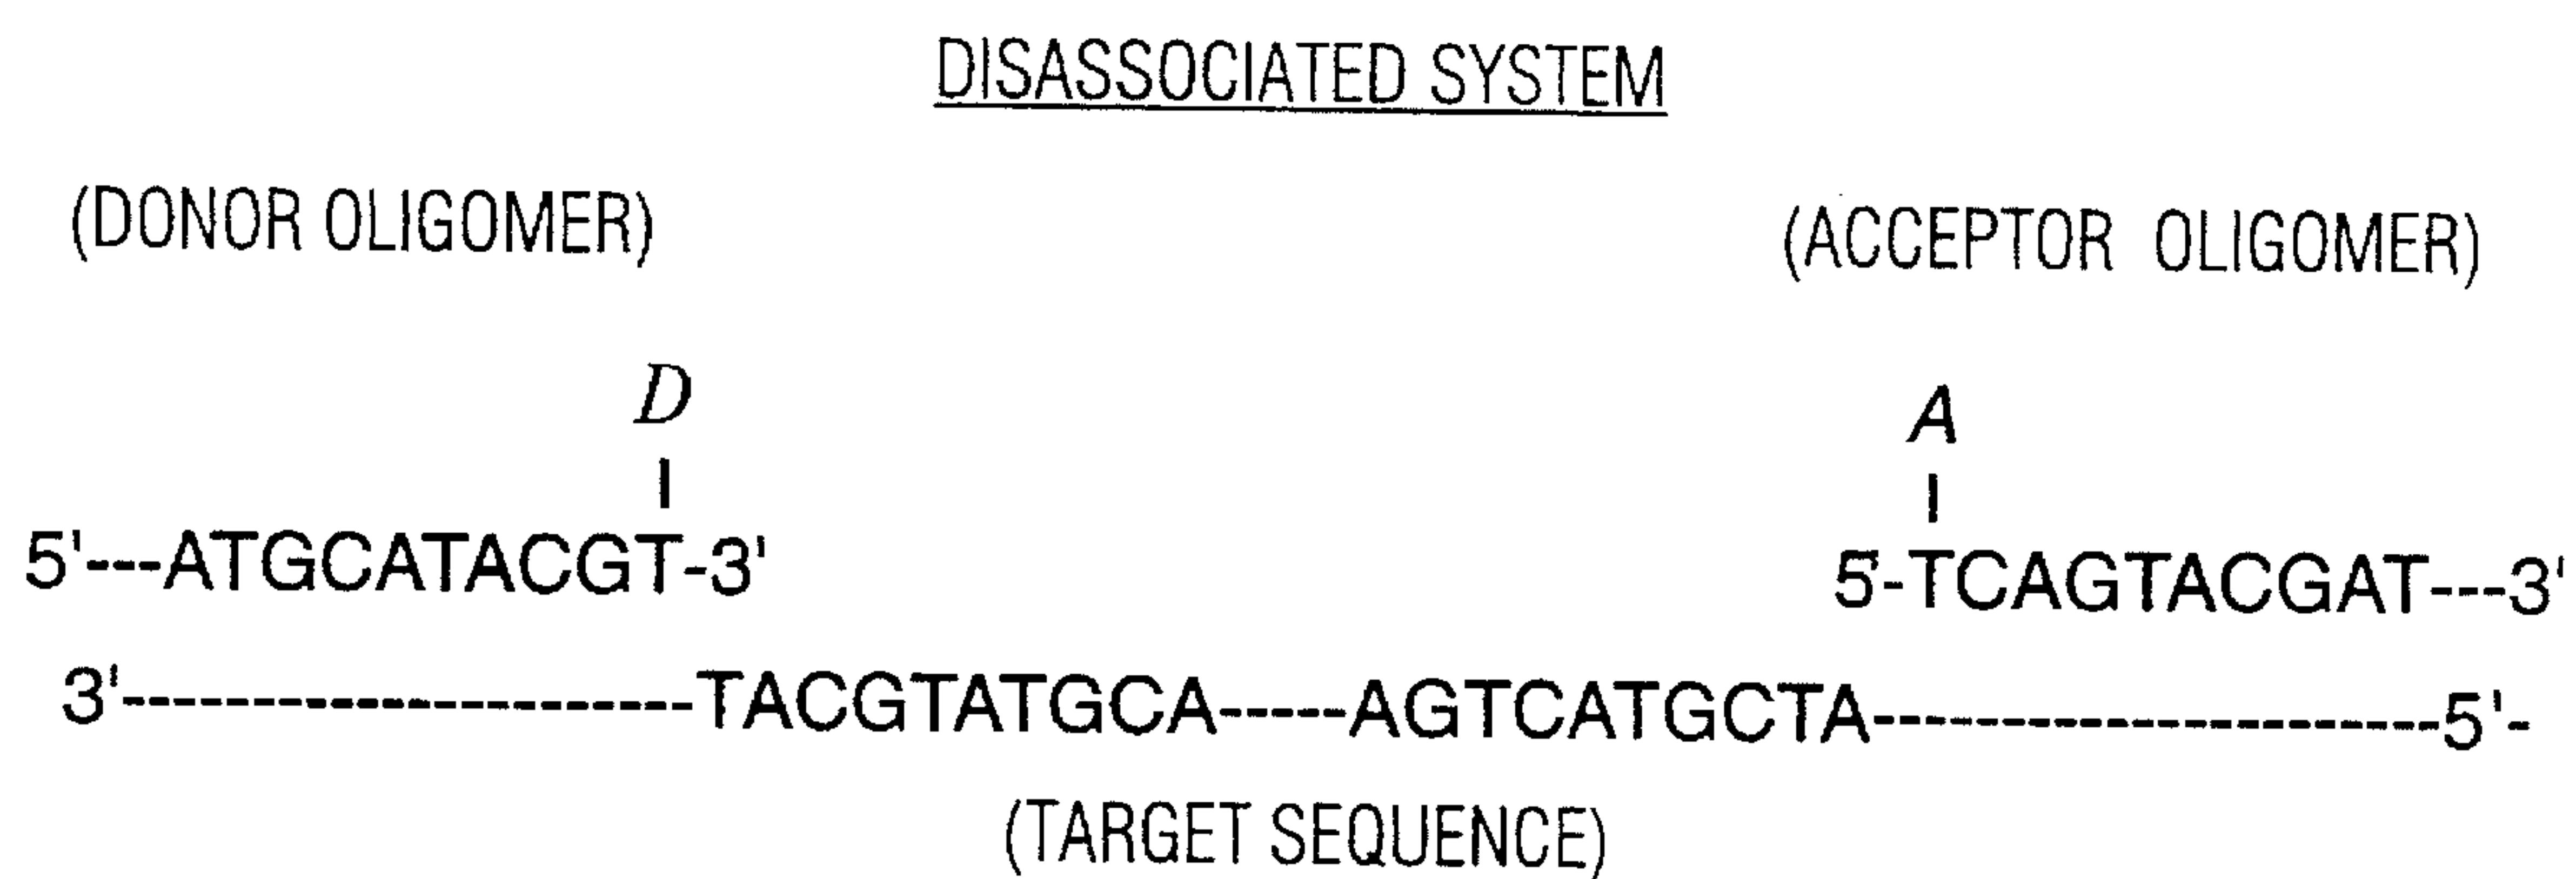 DISASSOCIATED SYSTEM
(DONOR OLIGOMER) (ACCEPTOR OLIGOMER)
D A
5'---ATGCATACGT-3' 5'-TCAGTACGAT---3'
3'----------------------TACGTATGCA-----AGTCATGCTA----------------------5'-
(TARGET SEQUENCE)